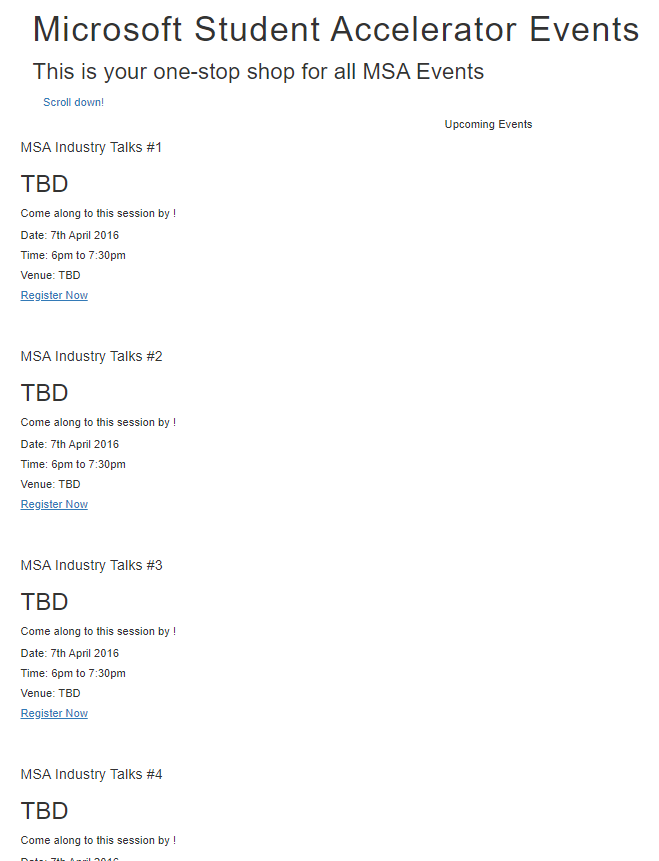 Microsoft Student Accelerator Events
This is your one-stop shop for all MSA Events
Scroll down!
Upcoming Events
MSA Industry Talks #1
TBD
Come along to this session by !
Date: 7th April 2016
Time: 6pm to 7:30pm
Venue: TBD
Register Now
MSA Industry Talks #2
TBD
Come along to this session by !
Date: 7th April 2016
Time: 6pm to 7:30pm
Venue: TBD
Register Now
MSA Industry Talks #3
TBD
Come along to this session by !
Date: 7th April 2016
Time: 6pm to 7:30pm
Venue: TBD
Register Now
MSA Industry Talks #4
TBD
Come along to this session by !
Date: 7th April 2016